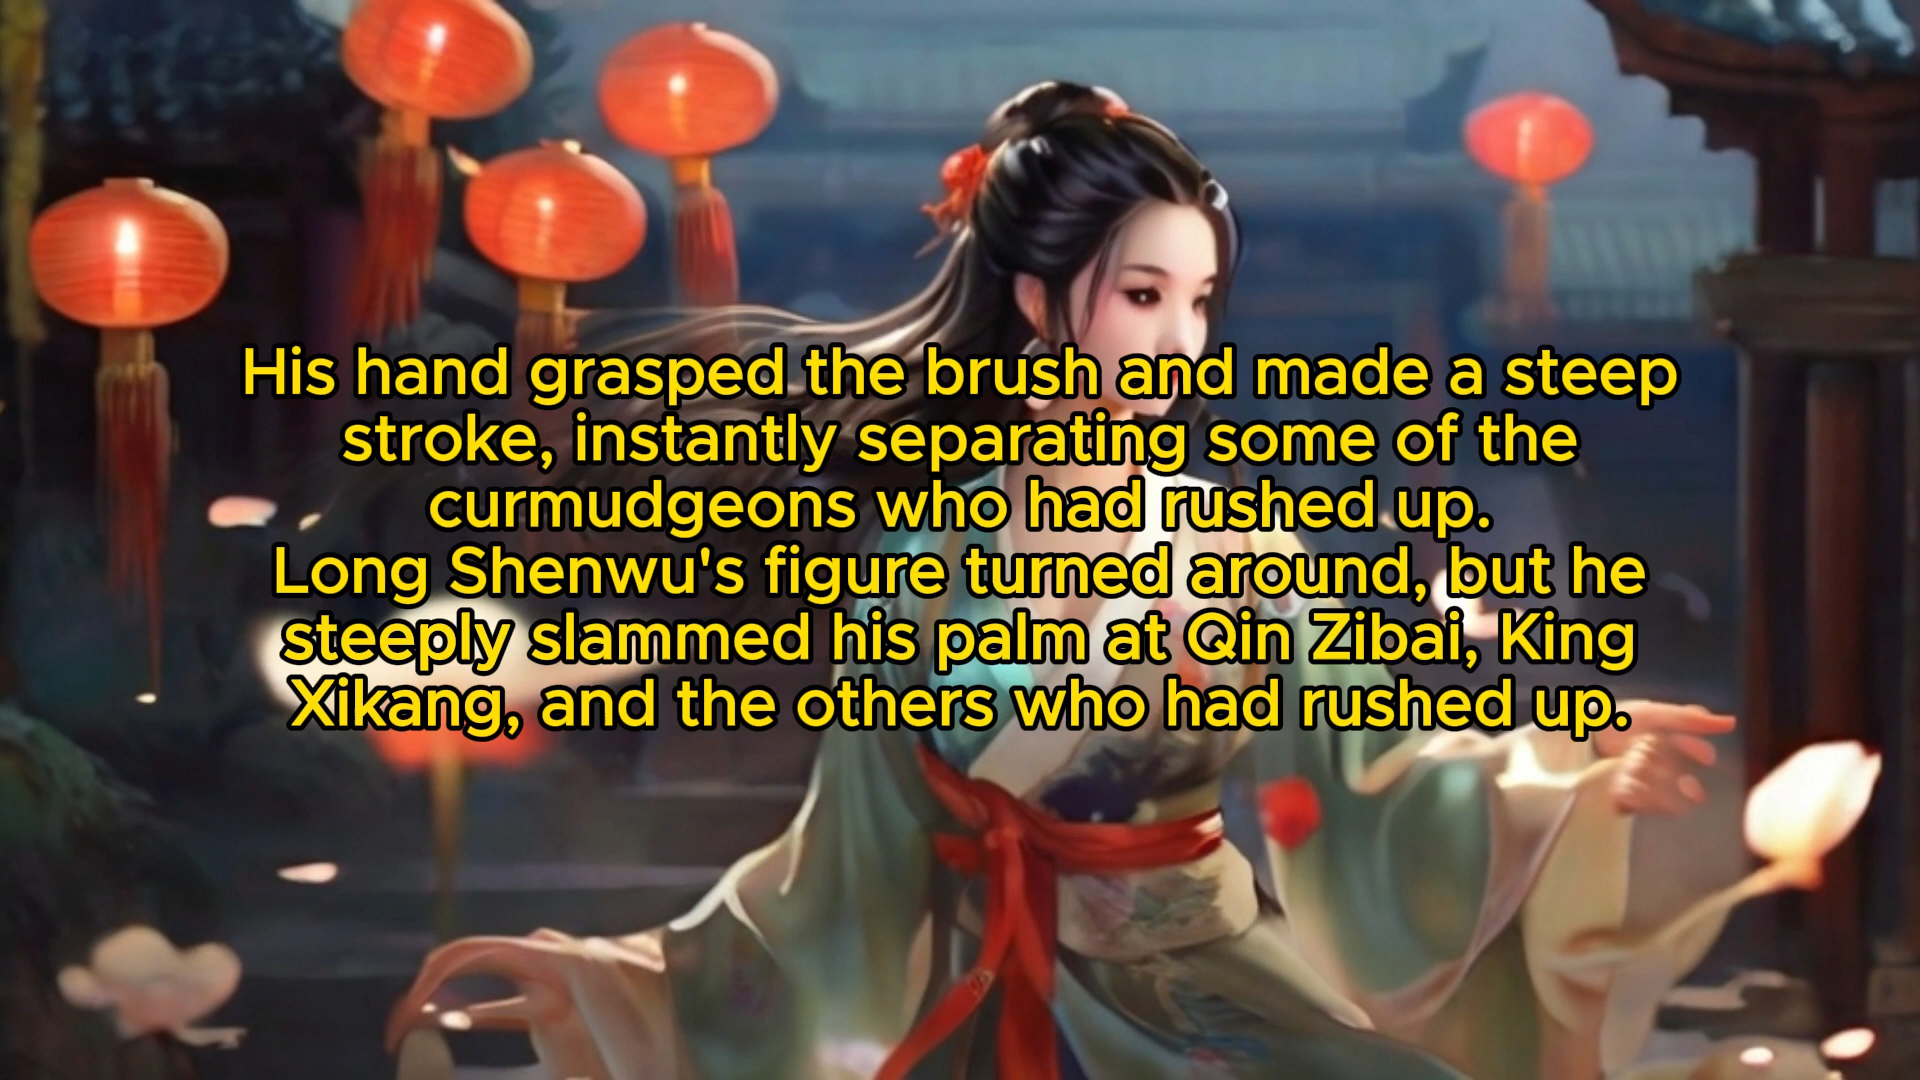 His hand grasped the brush and made a steep
stroke, instantly separating some of the
curmudgeons who had rushed up.
Long Shenwu's figure turned around, but he
steeply slammed his palm at Qin Zibai, King
Xikang, and the others who had rushed up.